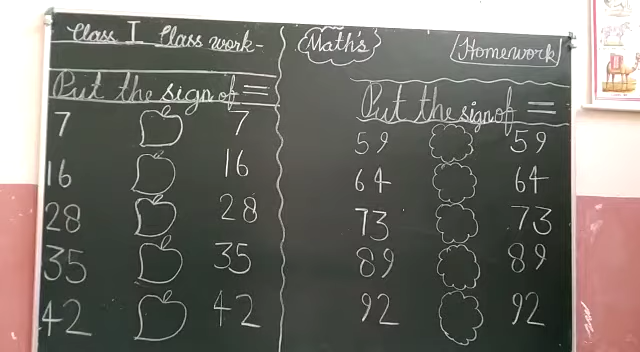 Class I Class work-
Put the sign of =
7 7
16 16
28 28
35 35
42 42
Math's
Homework
Put the sign of =
59 59
64 64
73 73
89 89
92 92